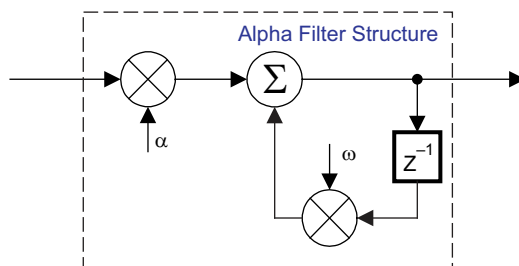 Alpha Filter Structure
Σ
α
ω
Z⁻¹